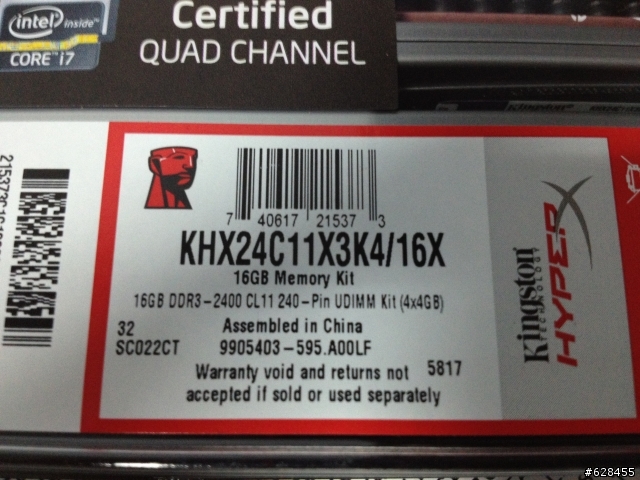 intel inside
CORE™ i7
Certified
QUAD CHANNEL
Kingston
7 40617 21537 3
KHX24C11X3K4/16X
16GB Memory Kit
16GB DDR3-2400 CL11 240-Pin UDIMM Kit (4x4GB)
32
Assembled in China
SC022CT
9905403-595.A00LF
Warranty void and returns not
5817
accepted if sold or used separately
Kingston
TECHNOLOGY
HYPERX
#628455